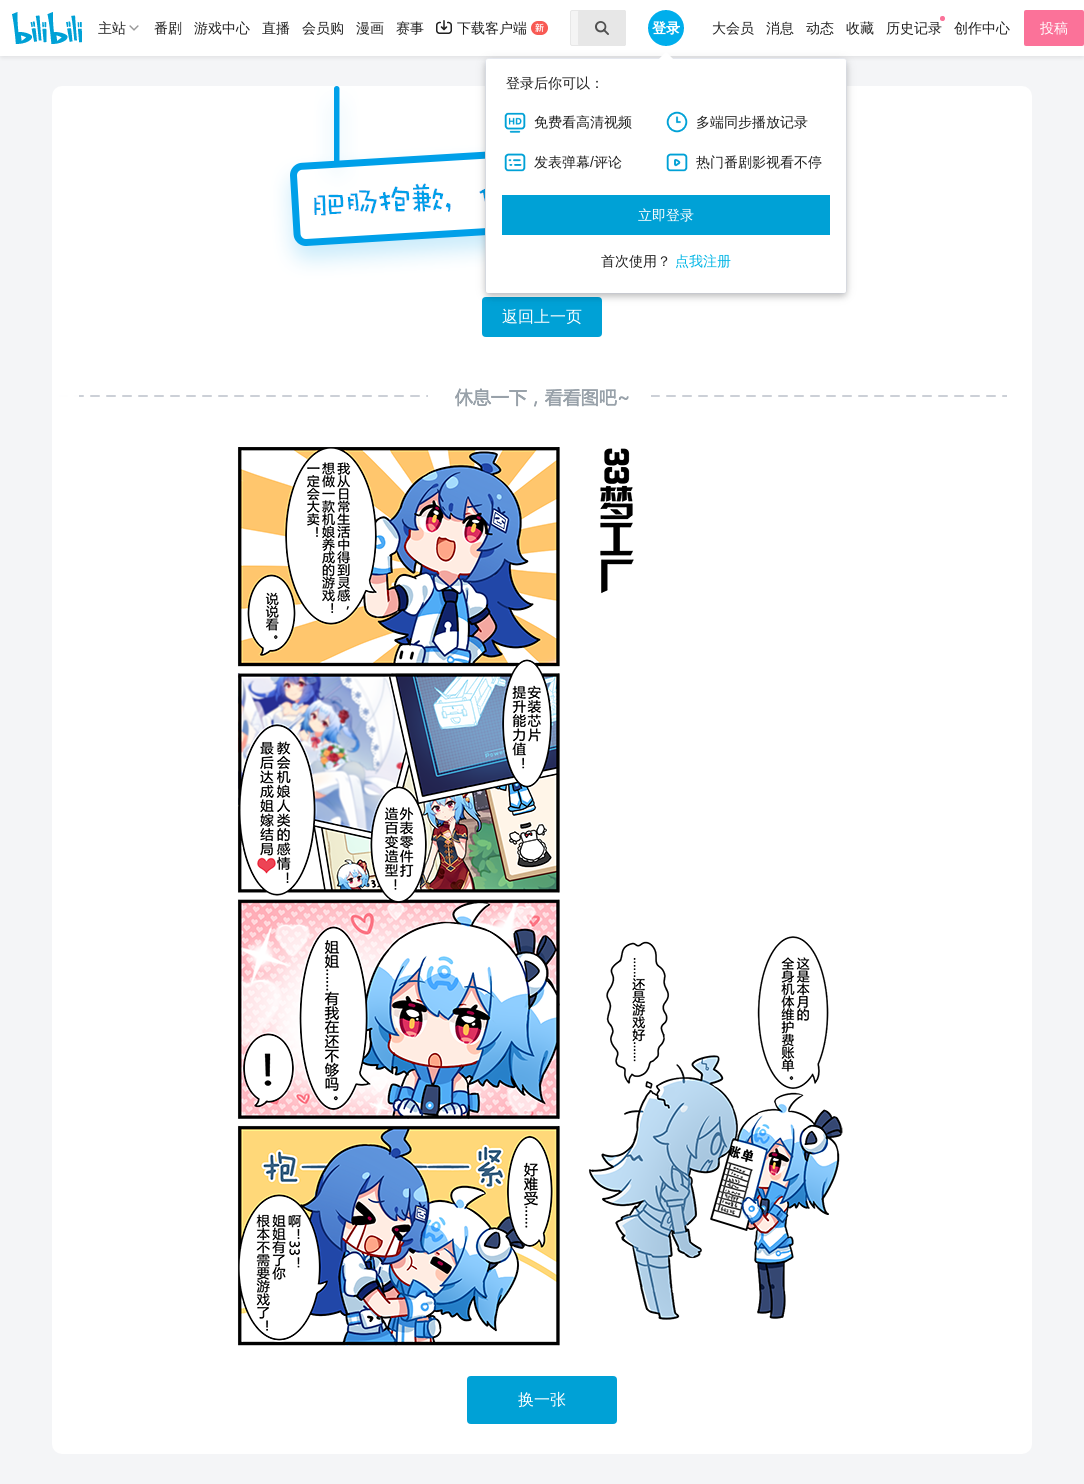 bilibili 主站 番剧 游戏中心 直播 会员购 漫画 赛事 下载客户端 新 登录 大会员 消息 动态 收藏 历史记录 创作中心 投稿
登录后你可以：
免费看高清视频 多端同步播放记录
发表弹幕/评论 热门番剧影视看不停
立即登录
首次使用？ 点我注册
肥肠抱歉，
返回上一页
休息一下，看看图吧~
33梦工厂
我从日常生活中得到灵感，
想做一款机娘养成的游戏！
一定会大卖！
说说看。
安装芯片
提升能力值！
外表零件打
造百变造型！
教会机娘人类的感情！
最后达成姐嫁结局❤
姐姐……有我在还不够吗。
！
抱——紧
好难受……
啊！33！
姐姐有了你
根本不需要游戏了！
这是本月的
全身机体维护费账单。
……还是游戏好……
账单
换一张